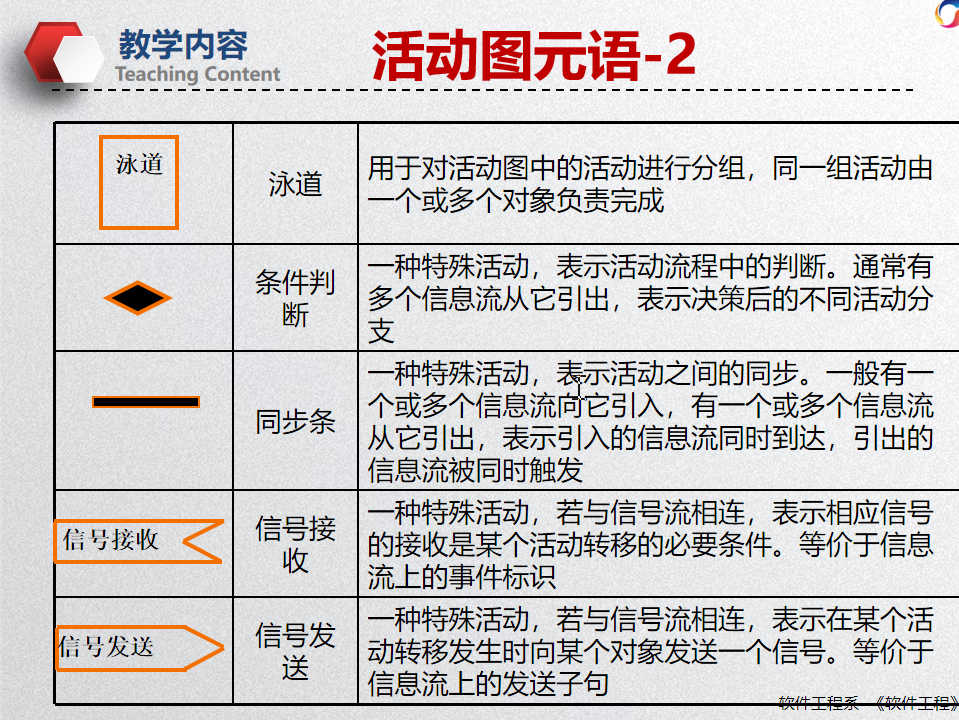 教学内容
Teaching Content
活动图元语-2
泳道
泳道
用于对活动图中的活动进行分组，同一组活动由
一个或多个对象负责完成
条件判
断
一种特殊活动，表示活动流程中的判断。通常有
多个信息流从它引出，表示决策后的不同活动分
支
同步条
一种特殊活动，表示活动之间的同步。一般有一
个或多个信息流向它引入，有一个或多个信息流
从它引出，表示引入的信息流同时到达，引出的
信息流被同时触发
信号接收
信号接
收
一种特殊活动，若与信号流相连，表示相应信号
的接收是某个活动转移的必要条件。等价于信息
流上的事件标识
信号发送
信号发
送
一种特殊活动，若与信号流相连，表示在某个活
动转移发生时向某个对象发送一个信号。等价于
信息流上的发送子句
软件工程系 《软件工程》